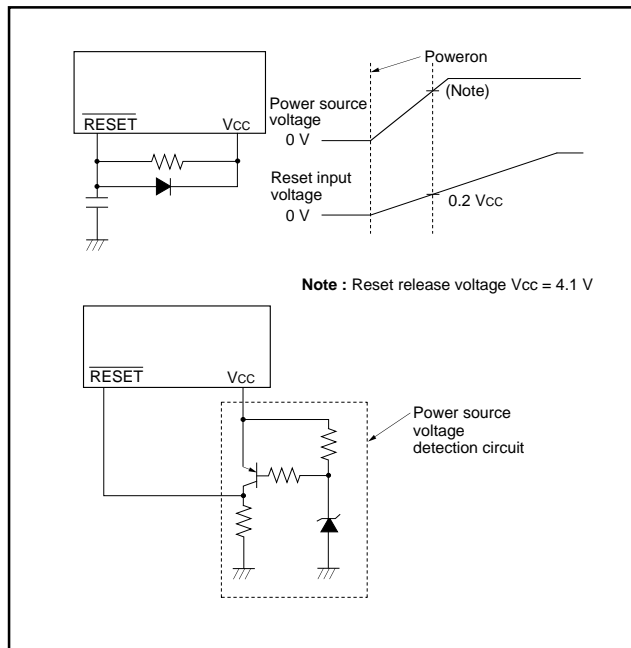 Poweron
Power source
voltage
0 V
(Note)
RESET
VCC
Reset input
voltage
0 V
0.2 VCC
Note : Reset release voltage Vcc = 4.1 V
RESET
VCC
Power source
voltage
detection circuit